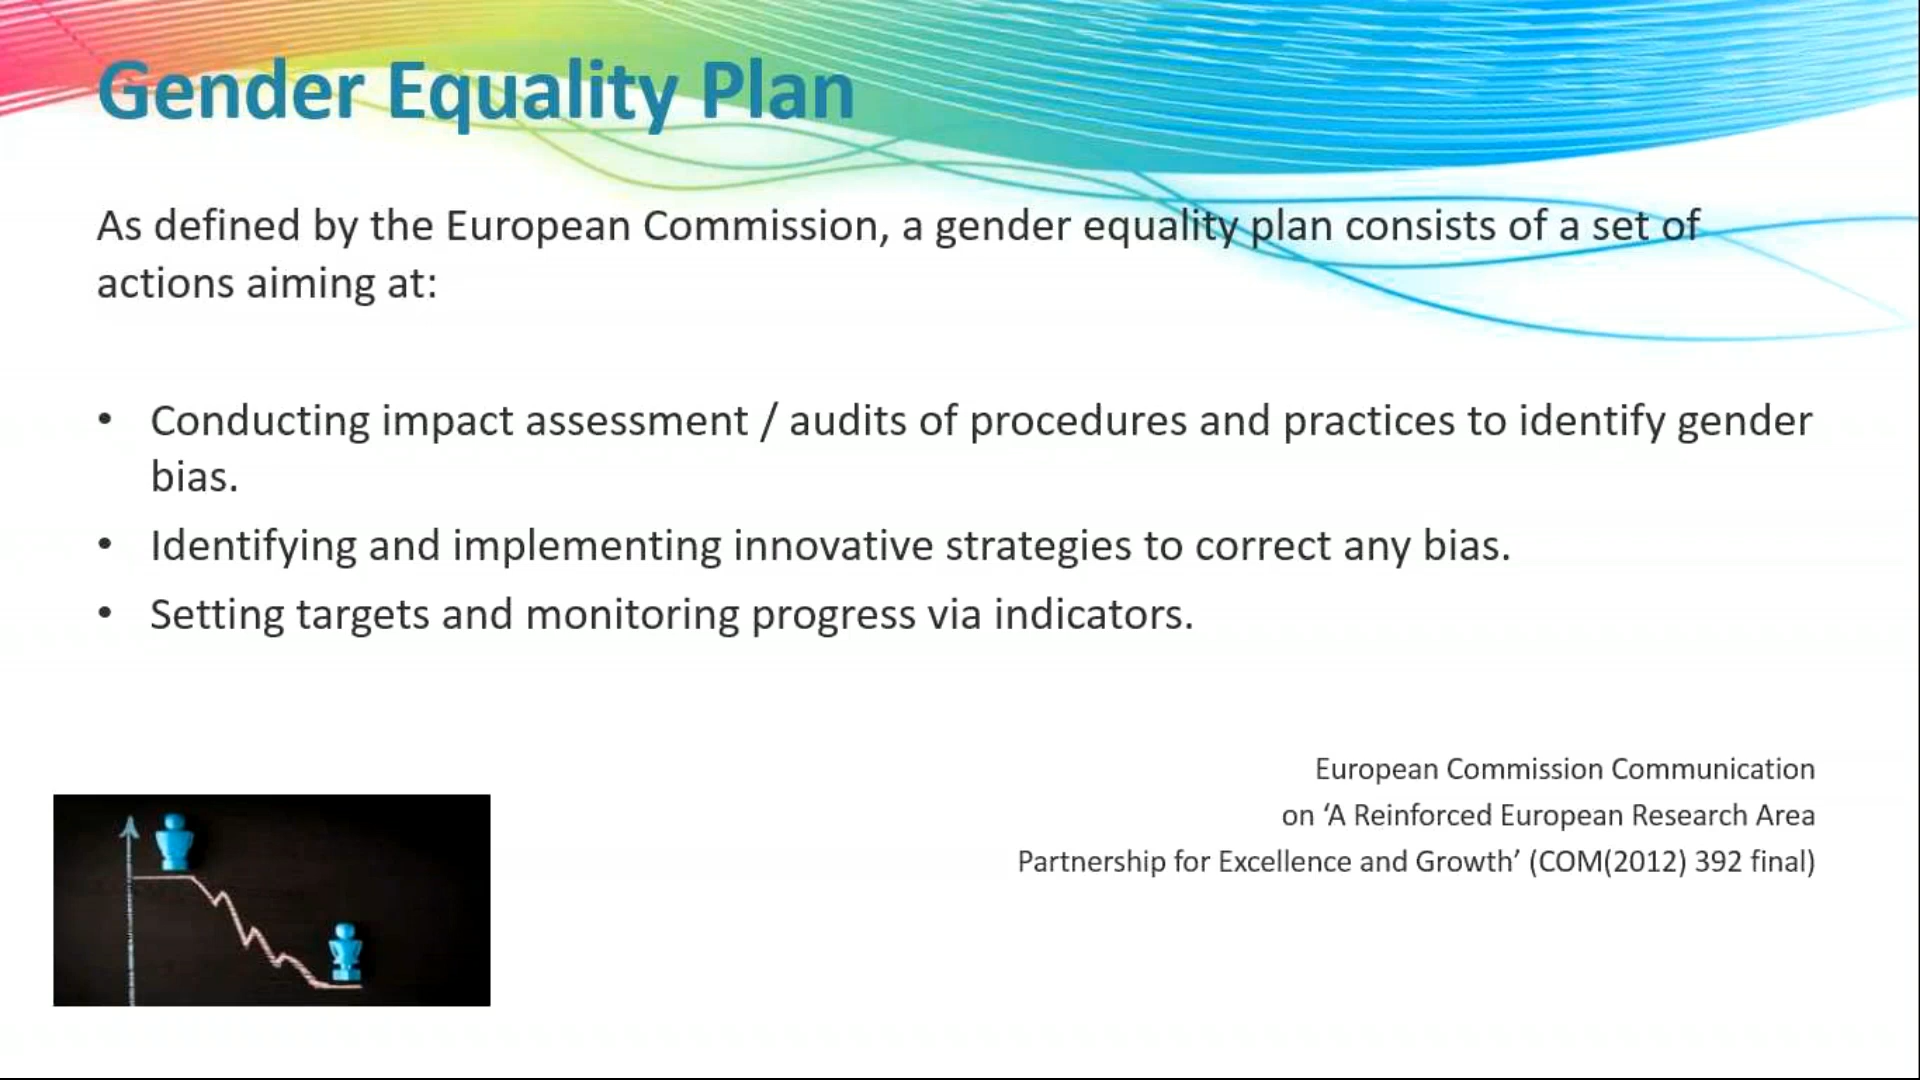 Gender Equality Plan
As defined by the European Commission, a gender equality plan consists of a set of
actions aiming at:
• Conducting impact assessment / audits of procedures and practices to identify gender
bias.
• Identifying and implementing innovative strategies to correct any bias.
• Setting targets and monitoring progress via indicators.
European Commission Communication
on ‘A Reinforced European Research Area
Partnership for Excellence and Growth’ (COM(2012) 392 final)